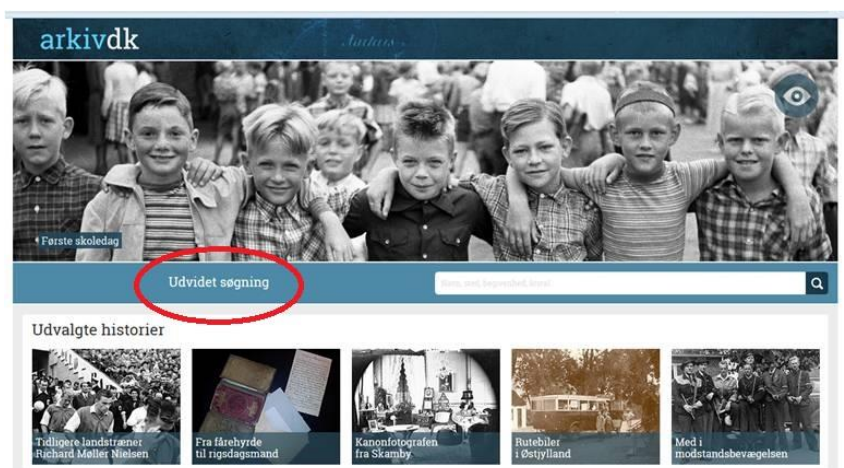 arkivdk
Første skoledag
Udvidet søgning
Udvalgte historier
Tidligere landstræner
Richard Møller Nielsen
Fra fårehyrde
til rigsdagsmand
Kanonfotografen
fra Skamby
Rutebiler
i Østjylland
Med i
modstandsbevægelsen